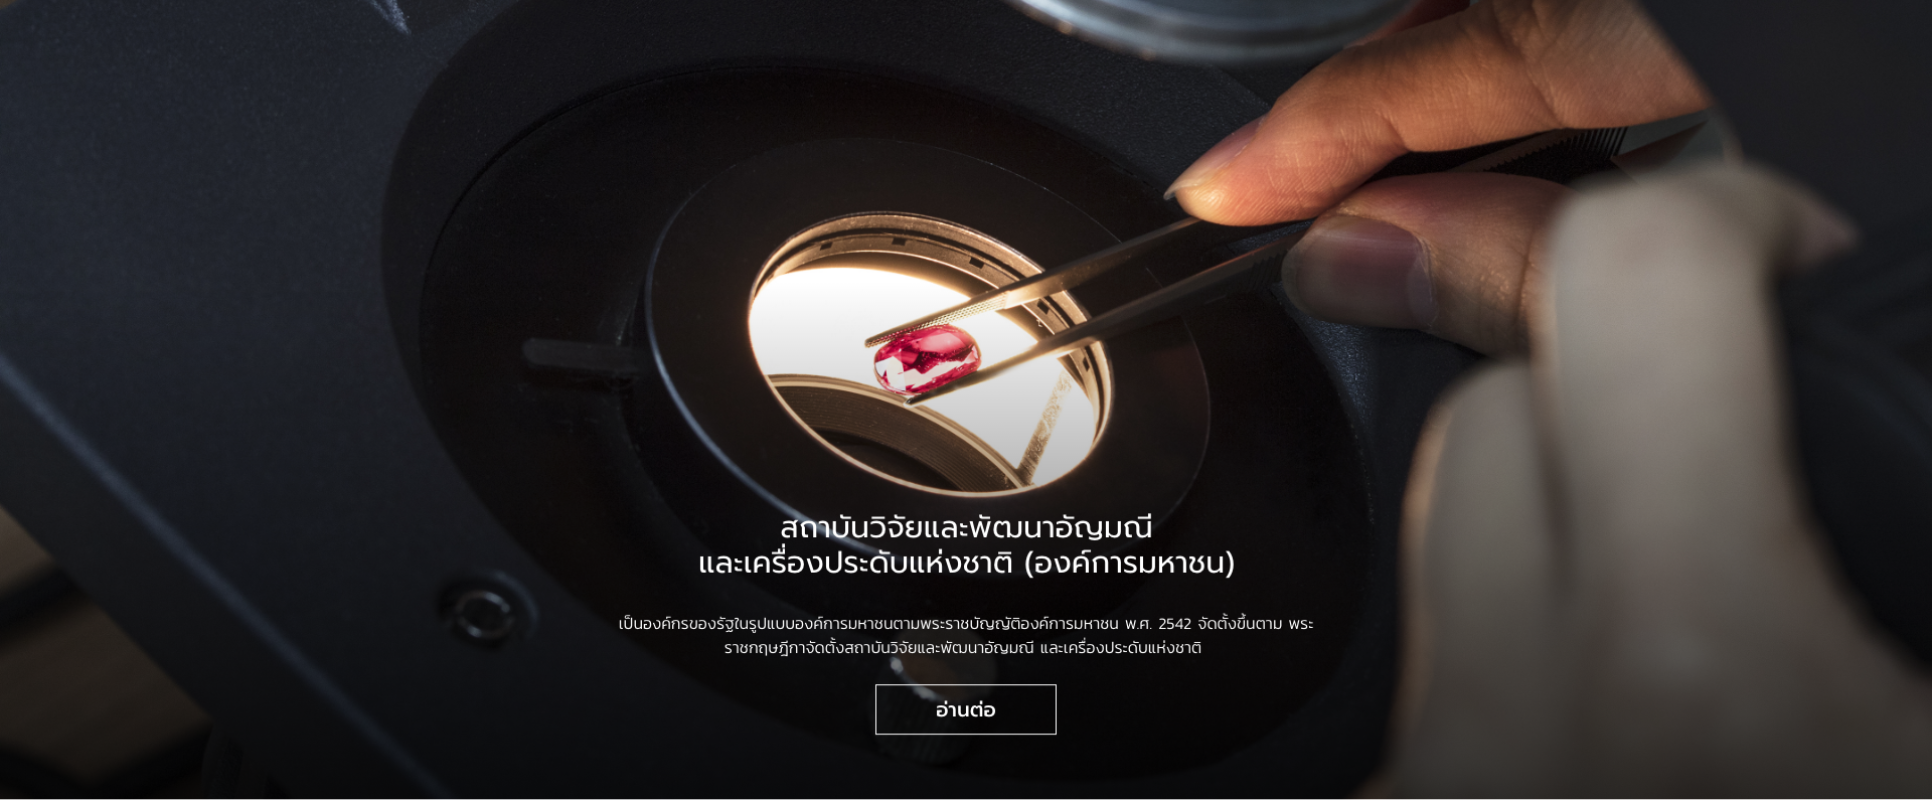 สถาบันวิจัยและพัฒนาอัญมณี
และเครื่องประดับแห่งชาติ (องค์การมหาชน)
เป็นองค์กรของรัฐในรูปแบบองค์การมหาชนตามพระราชบัญญัติองค์การมหาชน พ.ศ. 2542 จัดตั้งขึ้นตาม พระ
ราชกฤษฎีกาจัดตั้งสถาบันวิจัยและพัฒนาอัญมณี และเครื่องประดับแห่งชาติ
อ่านต่อ